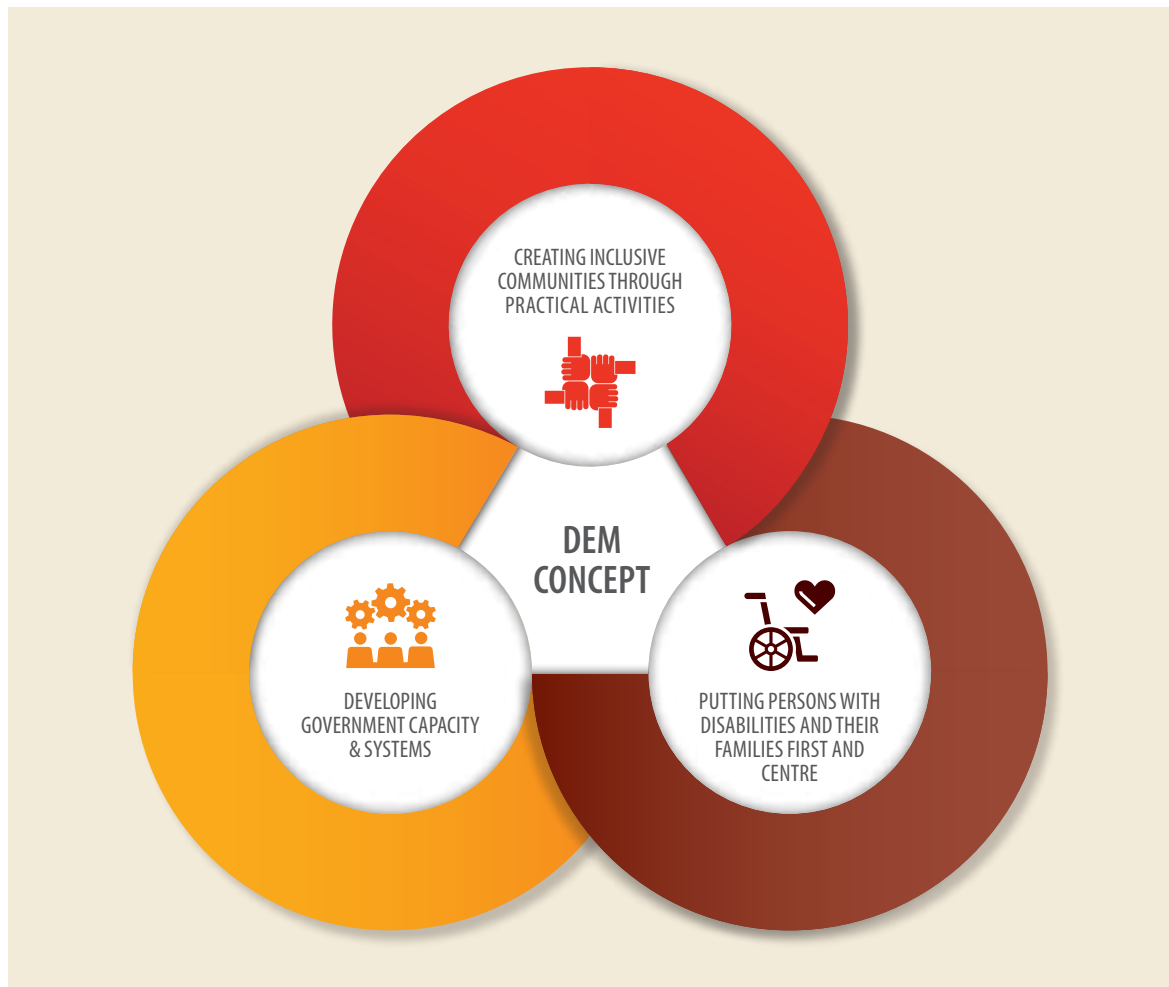 CREATING INCLUSIVE
COMMUNITIES THROUGH
PRACTICAL ACTIVITIES
DEM
CONCEPT
DEVELOPING
GOVERNMENT CAPACITY
& SYSTEMS
PUTTING PERSONS WITH
DISABILITIES AND THEIR
FAMILIES FIRST AND
CENTRE